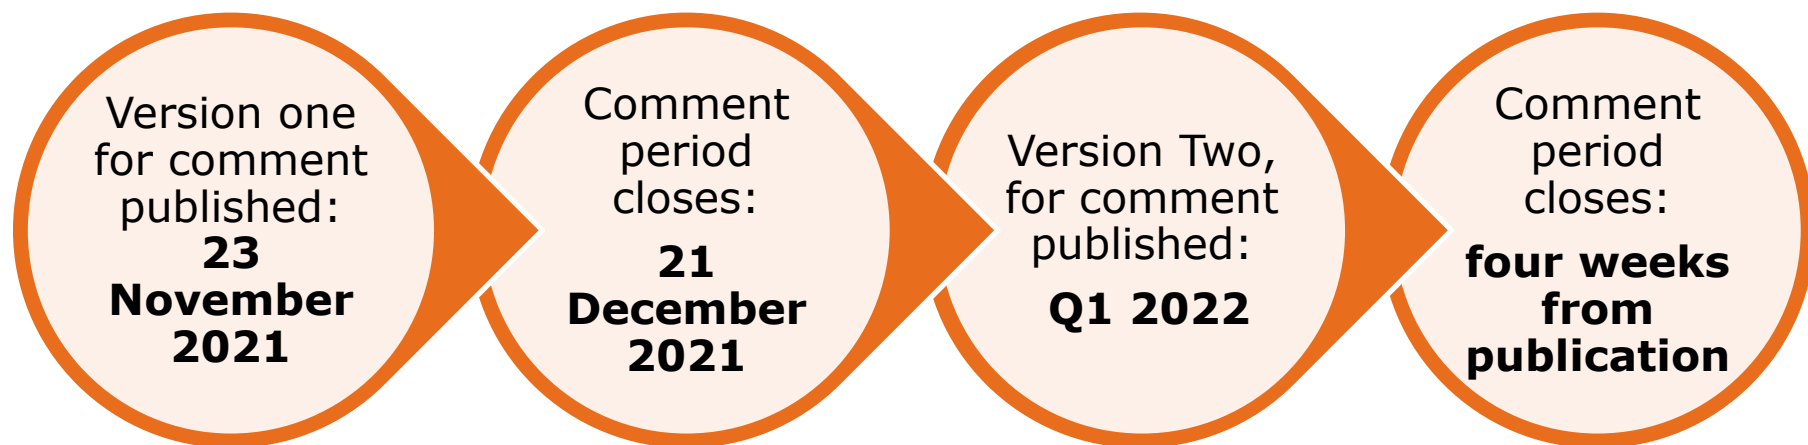 Version one
for comment
published:
23
November
2021
Comment
period
closes:
21
December
2021
Version Two,
for comment
published:
Q1 2022
Comment
period
closes:
four weeks
from
publication